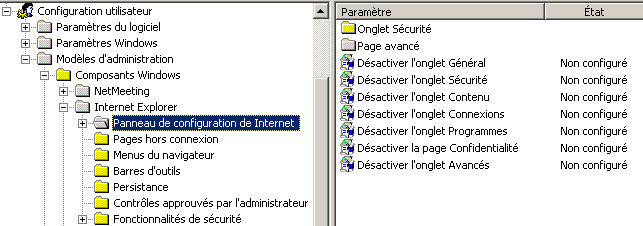 Configuration utilisateur
Paramètres du logiciel
Paramètres Windows
Modèles d'administration
Composants Windows
NetMeeting
Internet Explorer
Panneau de configuration de Internet
Pages hors connexion
Menus du navigateur
Barres d'outils
Persistance
Contrôles approuvés par l'administrateur
Fonctionnalités de sécurité
Paramètre État
Onglet Sécurité
Page avancé
Désactiver l'onglet Général Non configuré
Désactiver l'onglet Sécurité Non configuré
Désactiver l'onglet Contenu Non configuré
Désactiver l'onglet Connexions Non configuré
Désactiver l'onglet Programmes Non configuré
Désactiver la page Confidentialité Non configuré
Désactiver l'onglet Avancés Non configuré